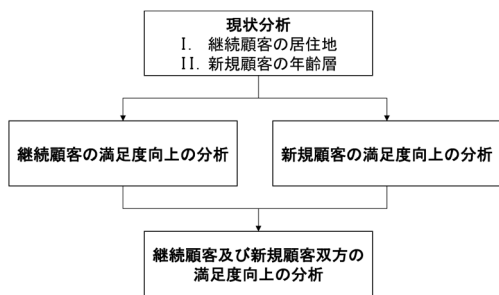 現状分析
I. 継続顧客の居住地
II. 新規顧客の年齢層
継続顧客の満足度向上の分析
新規顧客の満足度向上の分析
継続顧客及び新規顧客双方の
満足度向上の分析